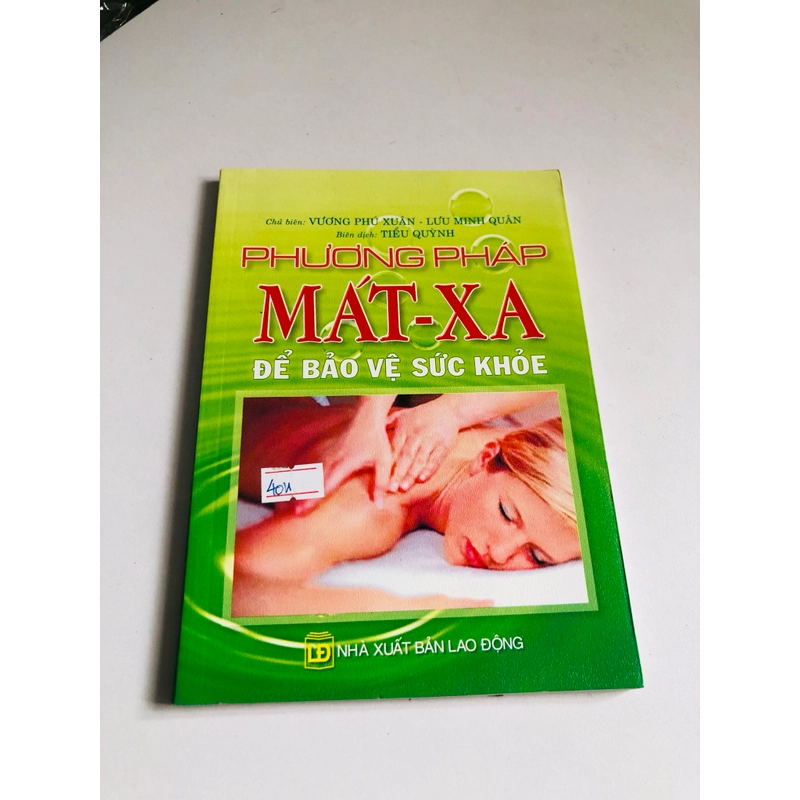 Chủ biên: VƯƠNG PHÚ XUÂN - LƯU MINH QUÂN
Biên dịch: TIỂU QUỲNH
PHƯƠNG PHÁP
MÁT-XA
ĐỂ BẢO VỆ SỨC KHỎE
40k
LĐ NHÀ XUẤT BẢN LAO ĐỘNG